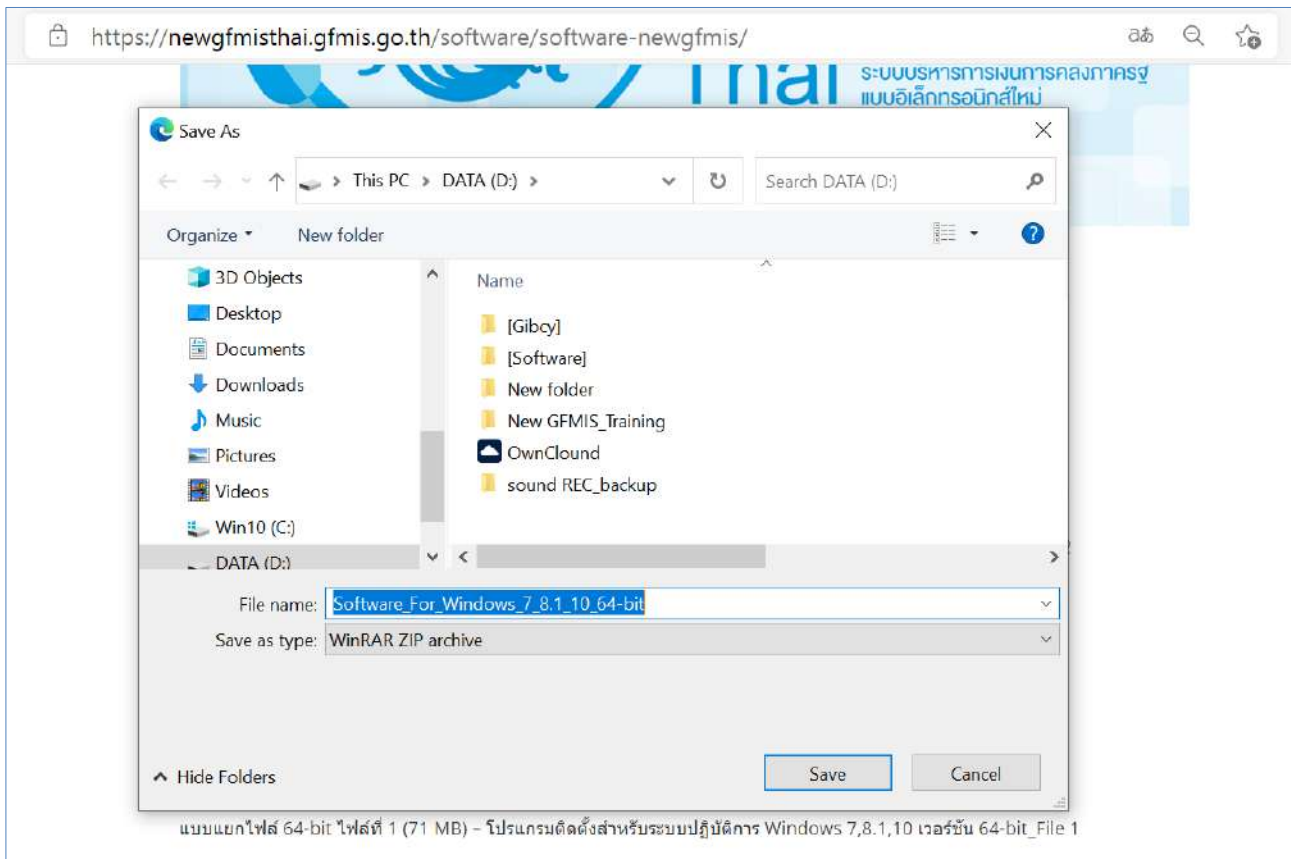 https://newgfmisthai.gfmis.go.th/software/software-newgfmis/
Thai
ระบบบริหารการเงินการคลังภาครัฐ
แบบอิเล็กทรอนิกส์ใหม่
Save As
This PC > DATA (D:) >
Search DATA (D:)
Organize
New folder
3D Objects
Desktop
Documents
Downloads
Music
Pictures
Videos
Win10 (C:)
DATA (D:)
Name
[Gibcy]
[Software]
New folder
New GFMIS_Training
OwnClound
sound REC_backup
File name: Software_For_Windows_7_8.1_10_64-bit
Save as type: WinRAR ZIP archive
Hide Folders
Save
Cancel
แบบแยกไฟล์ 64-bit ไฟล์ที่ 1 (71 MB) – โปรแกรมติดตั้งสำหรับระบบปฏิบัติการ Windows 7,8.1,10 เวอร์ชัน 64-bit_File 1